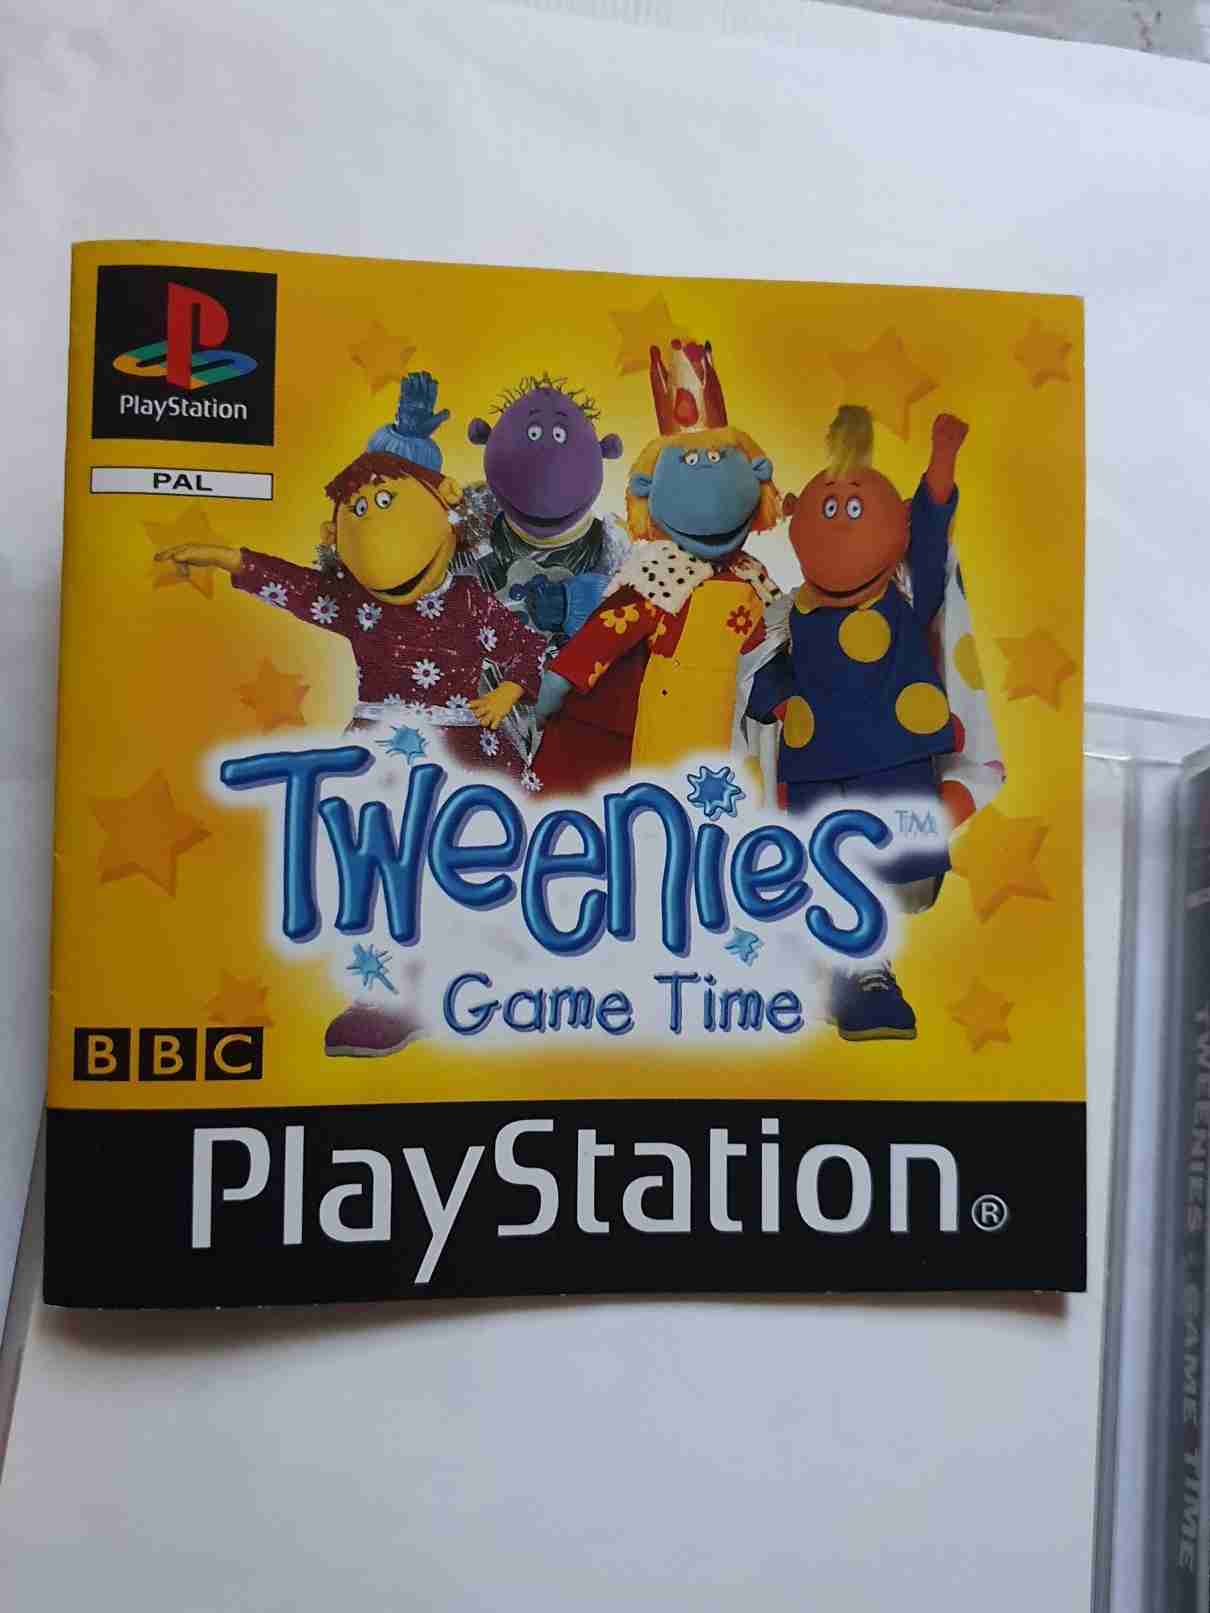 PlayStation
PAL
Tweenies™
Game Time
BBC
PlayStation®
TWEENIES : GAME TIME